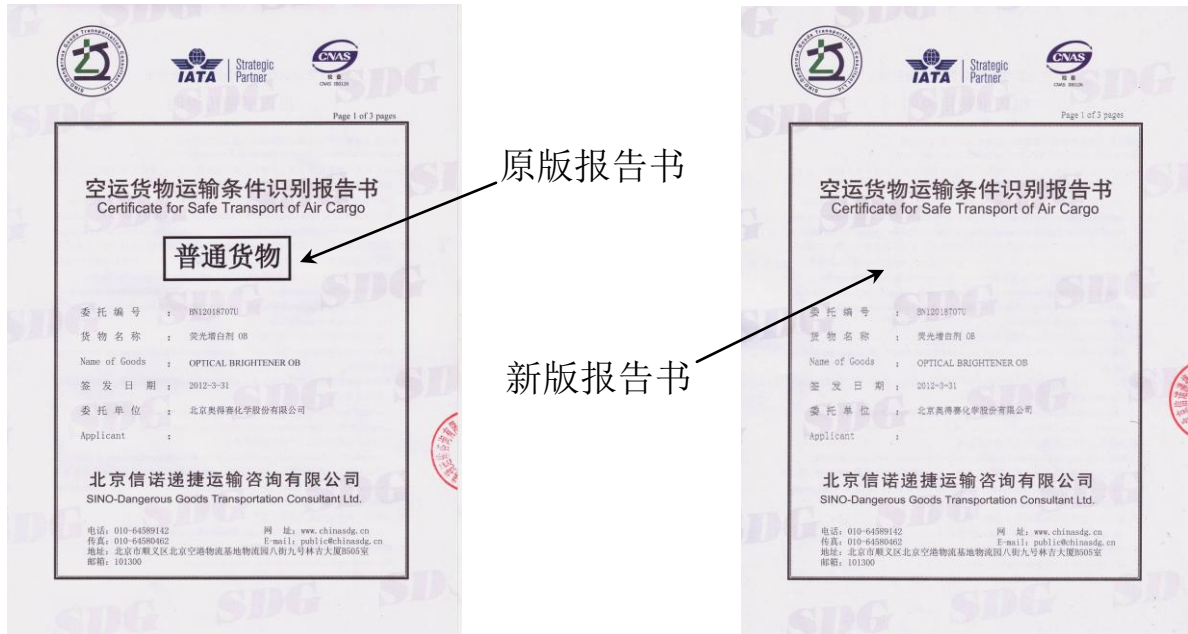 IATA
Strategic
Partner
CNAS
Page 1 of 3 pages
空运货物运输条件识别报告书
Certificate for Safe Transport of Air Cargo
普通货物
委托编号 : BN12018707U
货物名称 : 荧光增白剂 OB
Name of Goods : OPTICAL BRIGHTENER OB
签发日期 : 2012-3-31
委托单位 : 北京奥得赛化学股份有限公司
Applicant :
北京信诺递捷运输咨询有限公司
SINO-Dangerous Goods Transportation Consultant Ltd.
电话: 010-64589142 网 址: www.chinasdg.cn
传真: 010-64580462 E-mail: public@chinasdg.cn
地址: 北京市顺义区北京空港物流基地物流园八街九号林吉大厦B505室
邮箱: 101300
原版报告书
新版报告书
IATA
Strategic
Partner
CNAS
Page 1 of 3 pages
空运货物运输条件识别报告书
Certificate for Safe Transport of Air Cargo
委托编号 : BN12018707U
货物名称 : 荧光增白剂 OB
Name of Goods : OPTICAL BRIGHTENER OB
签发日期 : 2012-3-31
委托单位 : 北京奥得赛化学股份有限公司
Applicant :
北京信诺递捷运输咨询有限公司
SINO-Dangerous Goods Transportation Consultant Ltd.
电话: 010-64589142 网 址: www.chinasdg.cn
传真: 010-64580462 E-mail: public@chinasdg.cn
地址: 北京市顺义区北京空港物流基地物流园八街九号林吉大厦B505室
邮箱: 101300
SDG